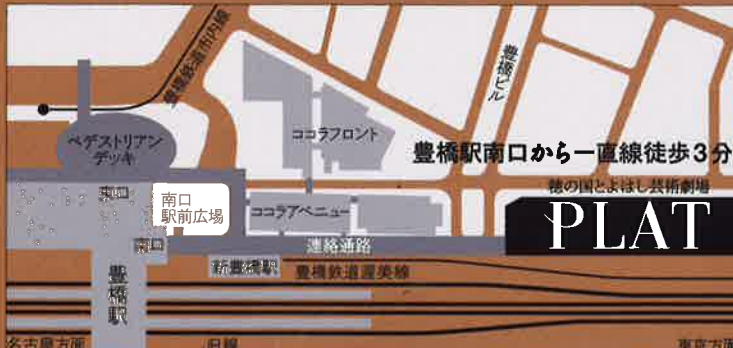 豊橋鉄道市内線
豊橋ビル
ペデストリアン
デッキ
ココラフロント
豊橋駅南口から一直線徒歩3分
穂の国とよはし芸術劇場
PLAT
東口
南口
駅前広場
ココラアベニュー
南口
連絡通路
新豊橋駅
豊橋鉄道渥美線
豊橋駅
名古屋方面
東京方面